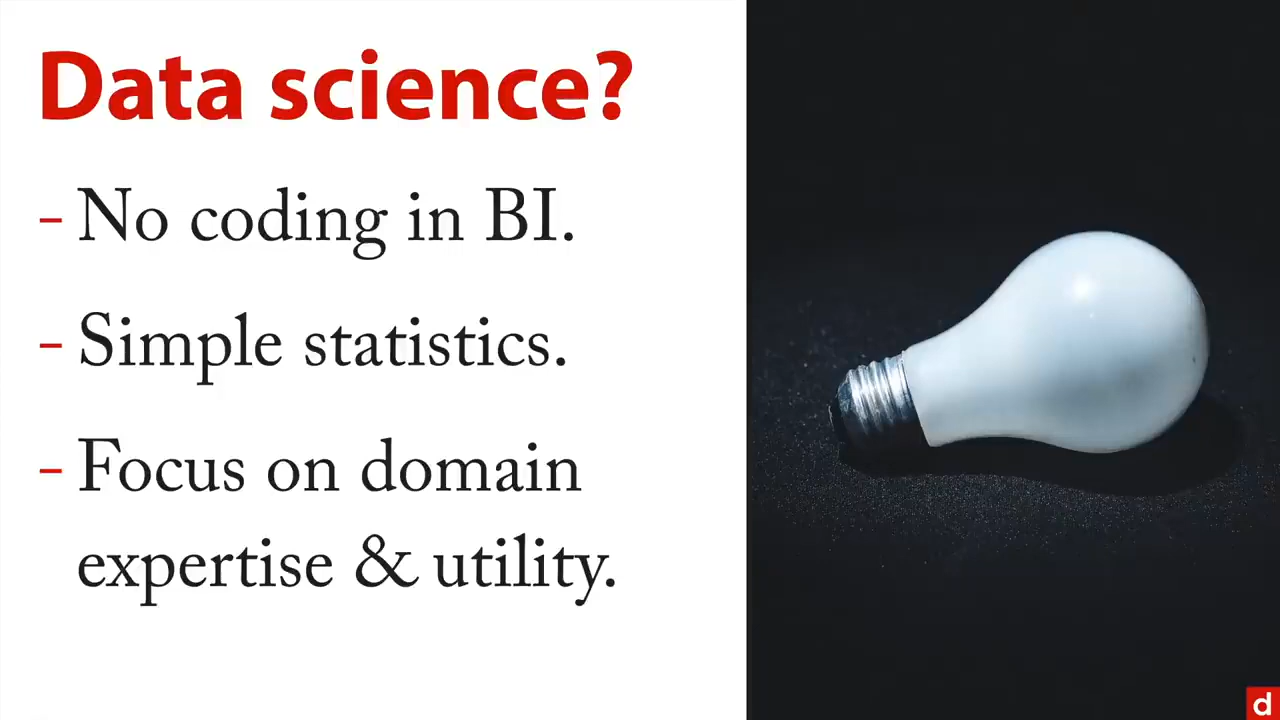 Data science?
- No coding in BI.
- Simple statistics.
- Focus on domain
expertise & utility.
d